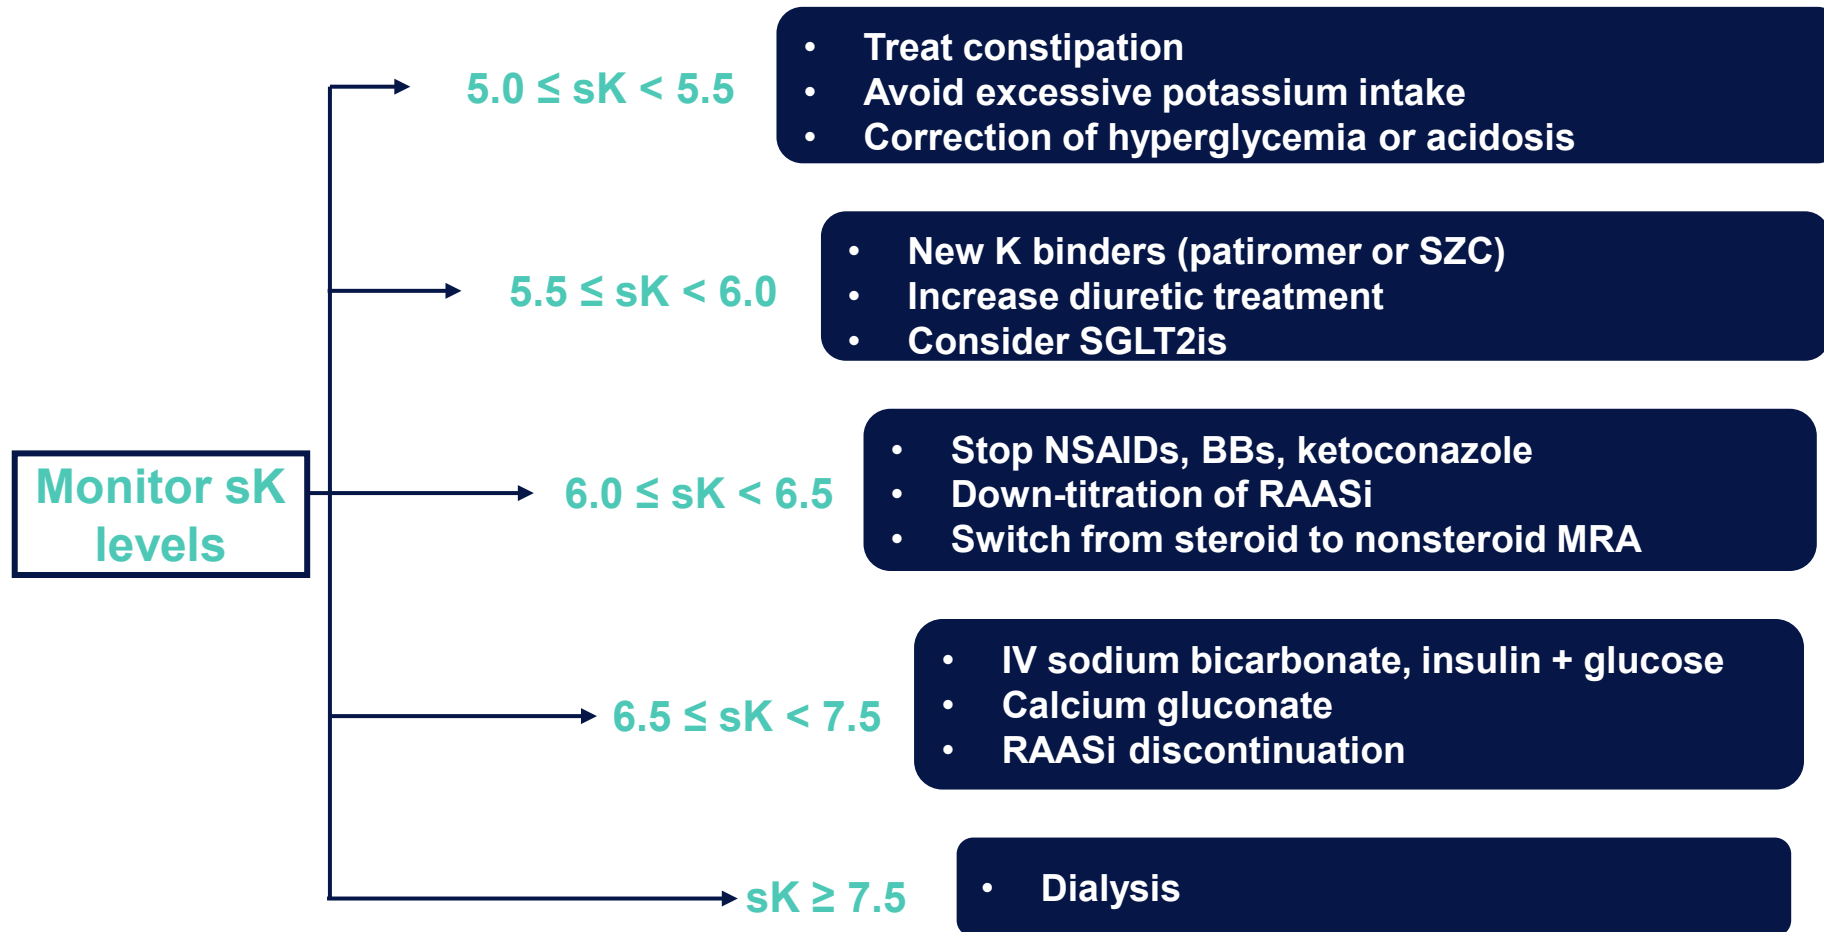 5.0 ≤ sK < 5.5
• Treat constipation
• Avoid excessive potassium intake
• Correction of hyperglycemia or acidosis
5.5 ≤ sK < 6.0
• New K binders (patiromer or SZC)
• Increase diuretic treatment
• Consider SGLT2is
Monitor sK
levels
6.0 ≤ sK < 6.5
• Stop NSAIDs, BBs, ketoconazole
• Down-titration of RAASi
• Switch from steroid to nonsteroid MRA
6.5 ≤ sK < 7.5
• IV sodium bicarbonate, insulin + glucose
• Calcium gluconate
• RAASi discontinuation
sK ≥ 7.5
• Dialysis